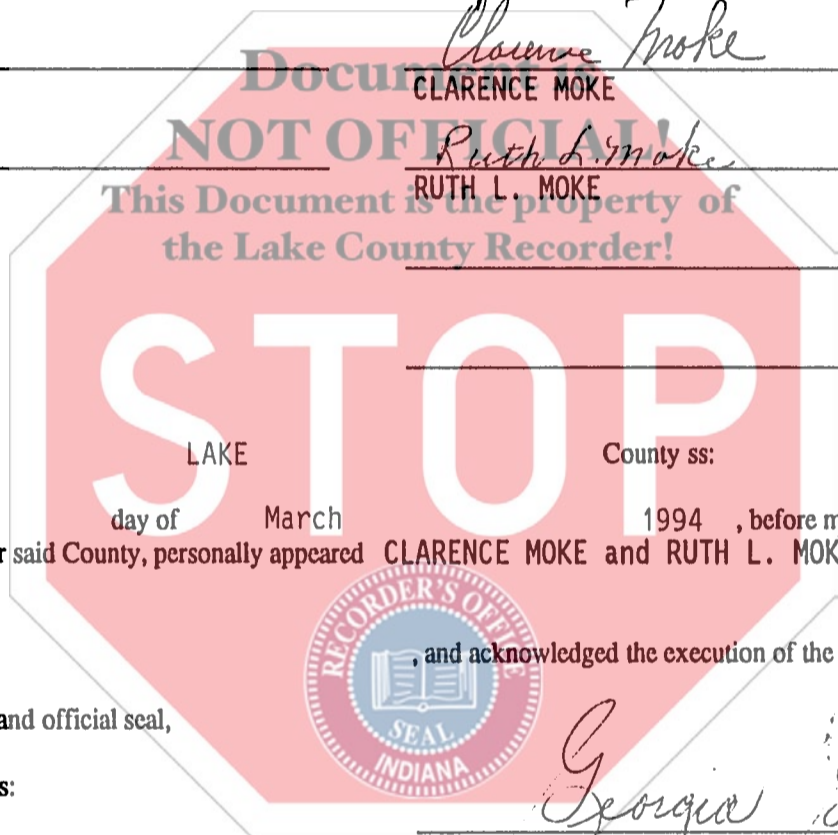 Clarence Moke
Document is
CLARENCE MOKE
NOT OFFICIAL!
Ruth L. Moke
RUTH L. MOKE
This Document is the property of
the Lake County Recorder!
STOP
LAKE County ss:
day of March 1994 , before m
r said County, personally appeared CLARENCE MOKE and RUTH L. MOK
RECORDER'S OFFICE
, and acknowledged the execution of the
SEAL
and official seal,
INDIANA
s:
Georgia